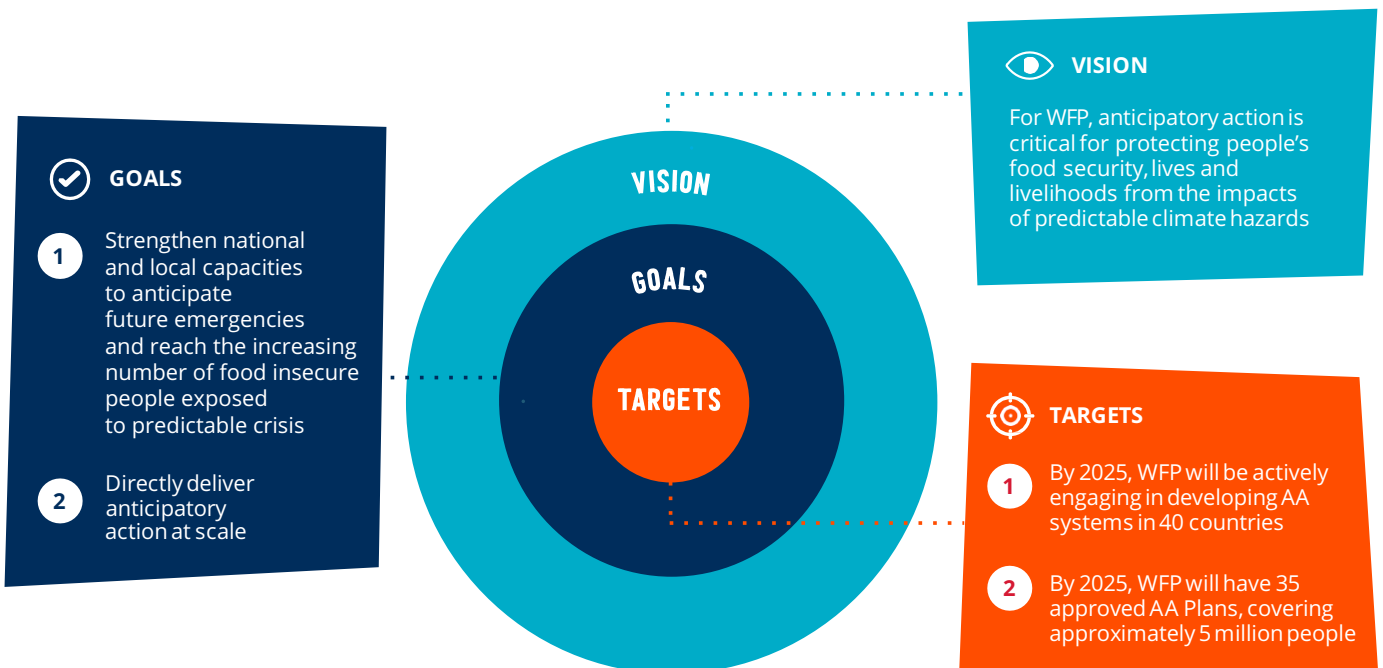 GOALS
1
Strengthen national
and local capacities
to anticipate
future emergencies
and reach the increasing
number of food insecure
people exposed
to predictable crisis
2
Directly deliver
anticipatory
action at scale
VISION
GOALS
TARGETS
VISION
For WFP, anticipatory action is
critical for protecting people’s
food security, lives and
livelihoods from the impacts
of predictable climate hazards
TARGETS
1
By 2025, WFP will be actively
engaging in developing AA
systems in 40 countries
2
By 2025, WFP will have 35
approved AA Plans, covering
approximately 5 million people